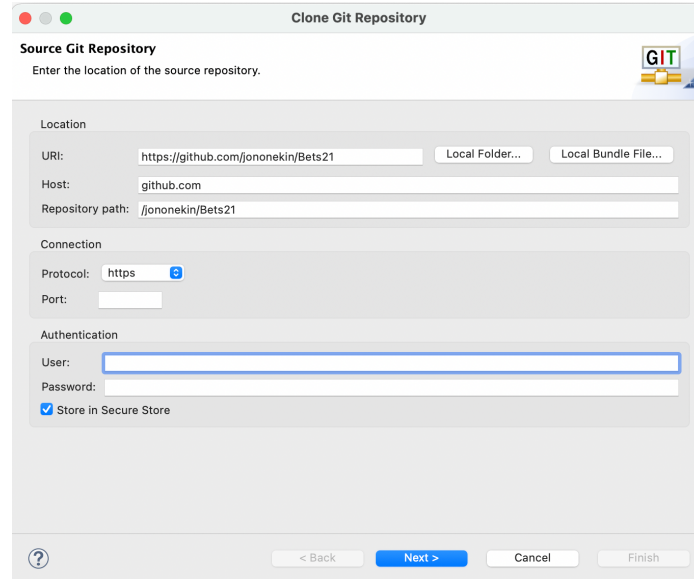 Clone Git Repository
Source Git Repository
Enter the location of the source repository.
GIT
Location
URI: https://github.com/jononekin/Bets21 Local Folder... Local Bundle File...
Host: github.com
Repository path: /jononekin/Bets21
Connection
Protocol: https
Port:
Authentication
User:
Password:
Store in Secure Store
? < Back Next > Cancel Finish